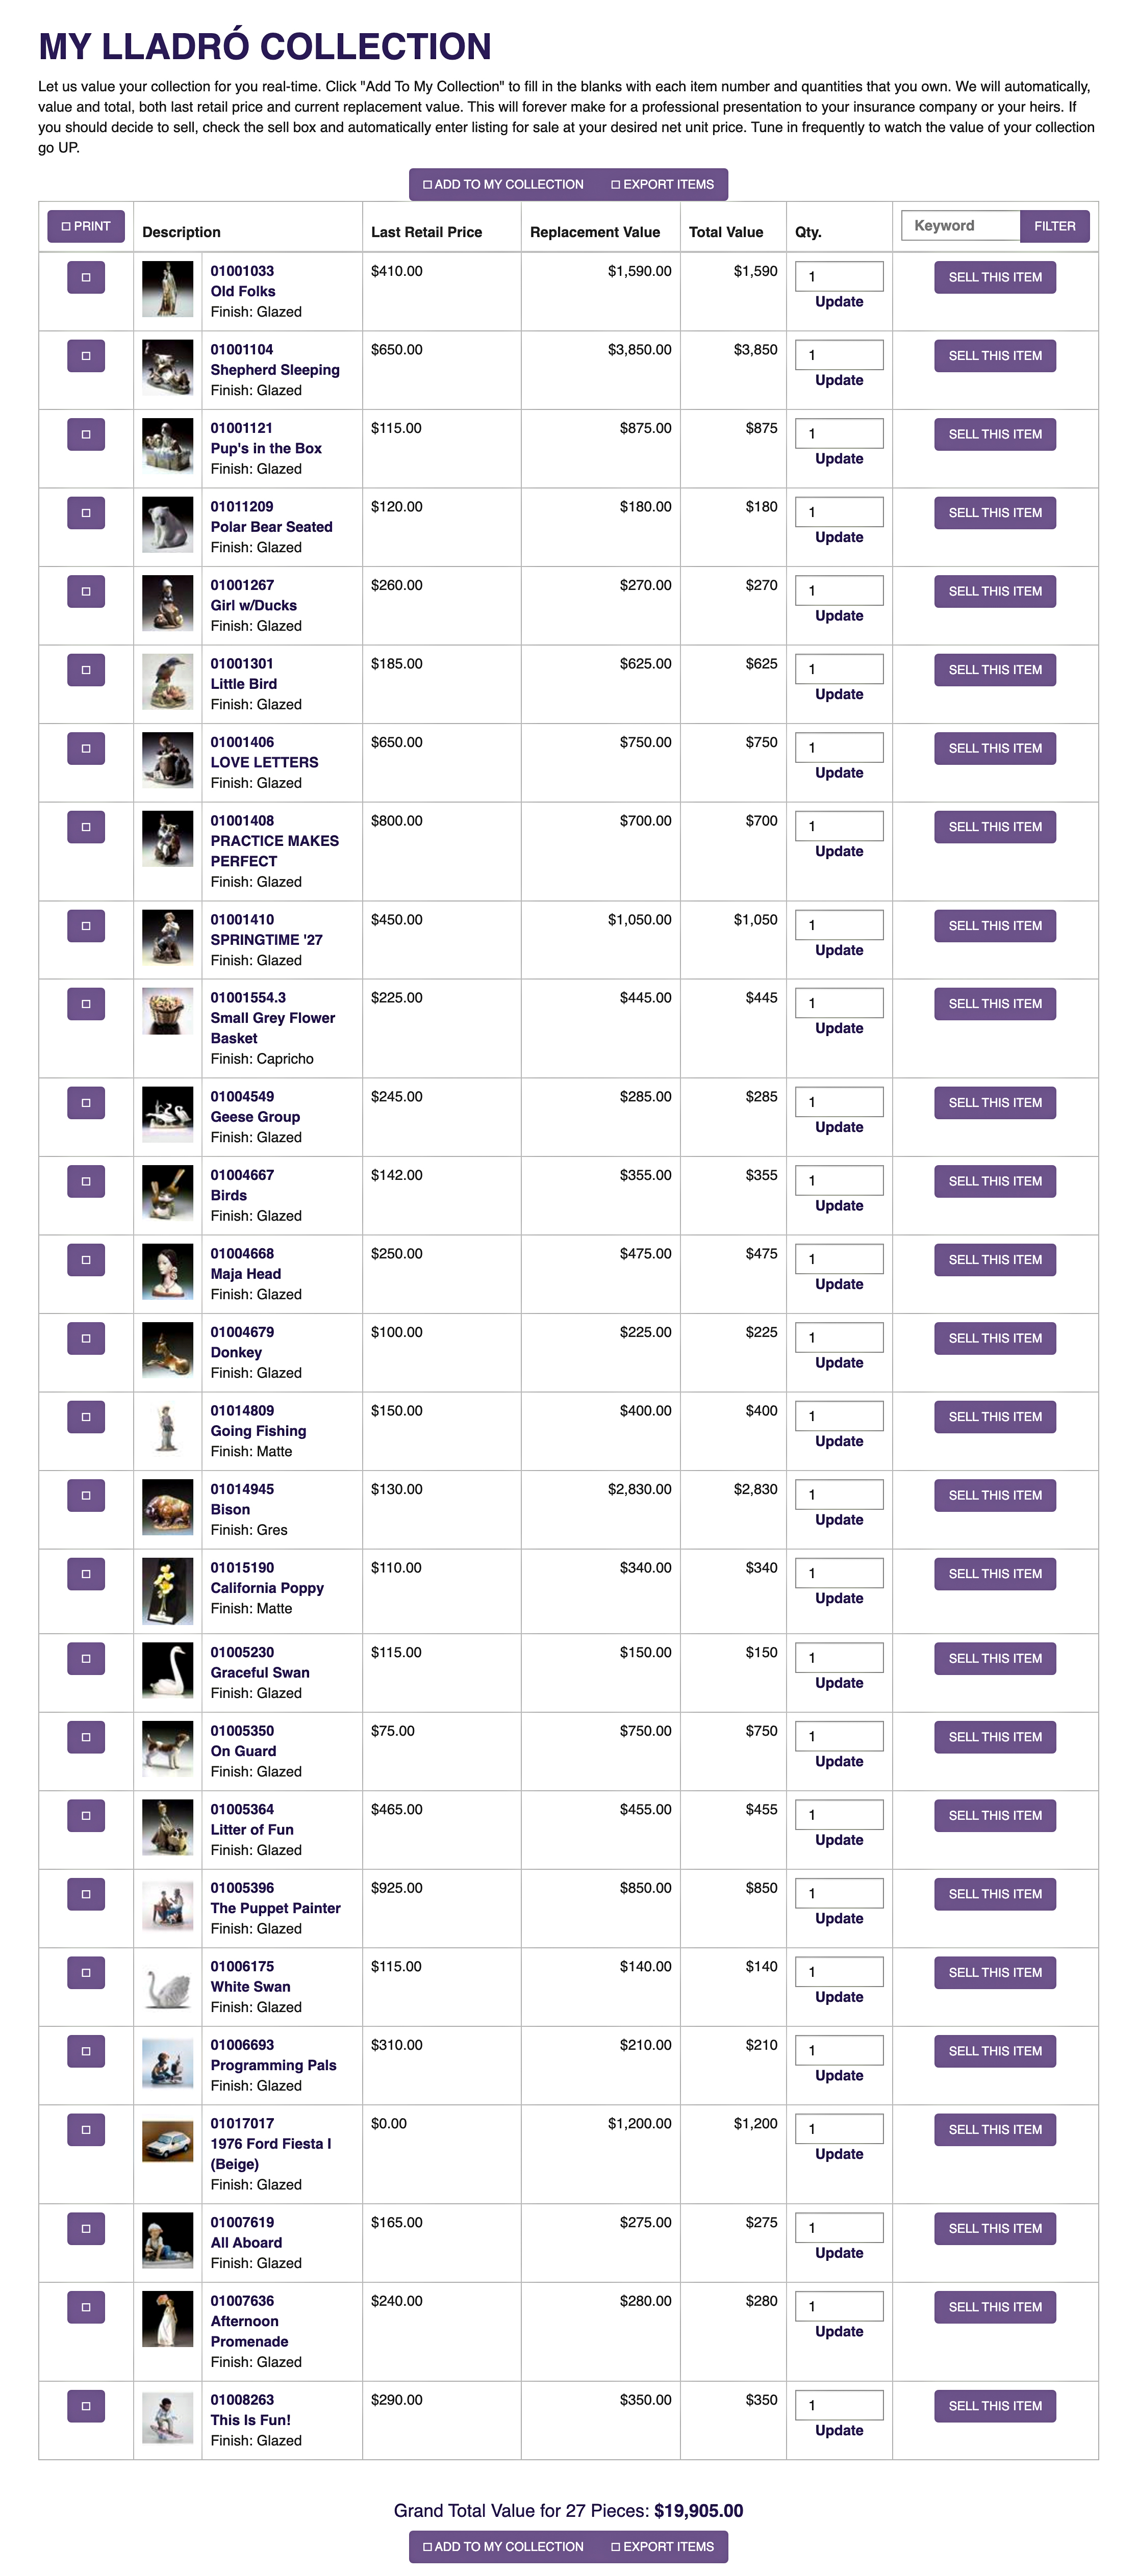 MY LLADRÓ COLLECTION
Let us value your collection for you real-time. Click "Add To My Collection" to fill in the blanks with each item number and quantities that you own. We will automatically,
value and total, both last retail price and current replacement value. This will forever make for a professional presentation to your insurance company or your heirs. If
you should decide to sell, check the sell box and automatically enter listing for sale at your desired net unit price. Tune in frequently to watch the value of your collection
go UP.
ADD TO MY COLLECTION EXPORT ITEMS
PRINT Description Last Retail Price Replacement Value Total Value Qty. Keyword FILTER
01001033 $410.00 $1,590.00 $1,590 1 SELL THIS ITEM
Old Folks Update
Finish: Glazed
01001104 $650.00 $3,850.00 $3,850 1 SELL THIS ITEM
Shepherd Sleeping Update
Finish: Glazed
01001121 $115.00 $875.00 $875 1 SELL THIS ITEM
Pup's in the Box Update
Finish: Glazed
01011209 $120.00 $180.00 $180 1 SELL THIS ITEM
Polar Bear Seated Update
Finish: Glazed
01001267 $260.00 $270.00 $270 1 SELL THIS ITEM
Girl w/Ducks Update
Finish: Glazed
01001301 $185.00 $625.00 $625 1 SELL THIS ITEM
Little Bird Update
Finish: Glazed
01001406 $650.00 $750.00 $750 1 SELL THIS ITEM
LOVE LETTERS Update
Finish: Glazed
01001408 $800.00 $700.00 $700 1 SELL THIS ITEM
PRACTICE MAKES Update
PERFECT
Finish: Glazed
01001410 $450.00 $1,050.00 $1,050 1 SELL THIS ITEM
SPRINGTIME '27 Update
Finish: Glazed
01001554.3 $225.00 $445.00 $445 1 SELL THIS ITEM
Small Grey Flower Update
Basket
Finish: Capricho
01004549 $245.00 $285.00 $285 1 SELL THIS ITEM
Geese Group Update
Finish: Glazed
01004667 $142.00 $355.00 $355 1 SELL THIS ITEM
Birds Update
Finish: Glazed
01004668 $250.00 $475.00 $475 1 SELL THIS ITEM
Maja Head Update
Finish: Glazed
01004679 $100.00 $225.00 $225 1 SELL THIS ITEM
Donkey Update
Finish: Glazed
01014809 $150.00 $400.00 $400 1 SELL THIS ITEM
Going Fishing Update
Finish: Matte
01014945 $130.00 $2,830.00 $2,830 1 SELL THIS ITEM
Bison Update
Finish: Gres
01015190 $110.00 $340.00 $340 1 SELL THIS ITEM
California Poppy Update
Finish: Matte
01005230 $115.00 $150.00 $150 1 SELL THIS ITEM
Graceful Swan Update
Finish: Glazed
01005350 $75.00 $750.00 $750 1 SELL THIS ITEM
On Guard Update
Finish: Glazed
01005364 $465.00 $455.00 $455 1 SELL THIS ITEM
Litter of Fun Update
Finish: Glazed
01005396 $925.00 $850.00 $850 1 SELL THIS ITEM
The Puppet Painter Update
Finish: Glazed
01006175 $115.00 $140.00 $140 1 SELL THIS ITEM
White Swan Update
Finish: Glazed
01006693 $310.00 $210.00 $210 1 SELL THIS ITEM
Programming Pals Update
Finish: Glazed
01017017 $0.00 $1,200.00 $1,200 1 SELL THIS ITEM
1976 Ford Fiesta I Update
(Beige)
Finish: Glazed
01007619 $165.00 $275.00 $275 1 SELL THIS ITEM
All Aboard Update
Finish: Glazed
01007636 $240.00 $280.00 $280 1 SELL THIS ITEM
Afternoon Update
Promenade
Finish: Glazed
01008263 $290.00 $350.00 $350 1 SELL THIS ITEM
This Is Fun! Update
Finish: Glazed
Grand Total Value for 27 Pieces: $19,905.00
ADD TO MY COLLECTION EXPORT ITEMS